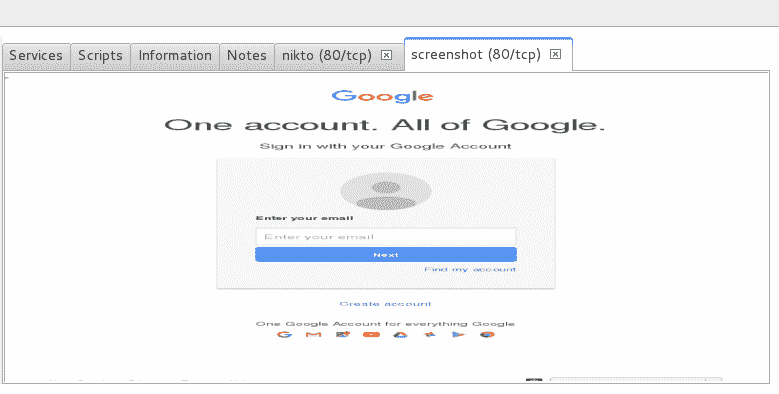 Services Scripts Information Notes nikto (80/tcp) screenshot (80/tcp)
Google
One account. All of Google.
Sign in with your Google Account
Enter your email
Enter your email
Next
Find my account
Create account
One Google Account for everything Google